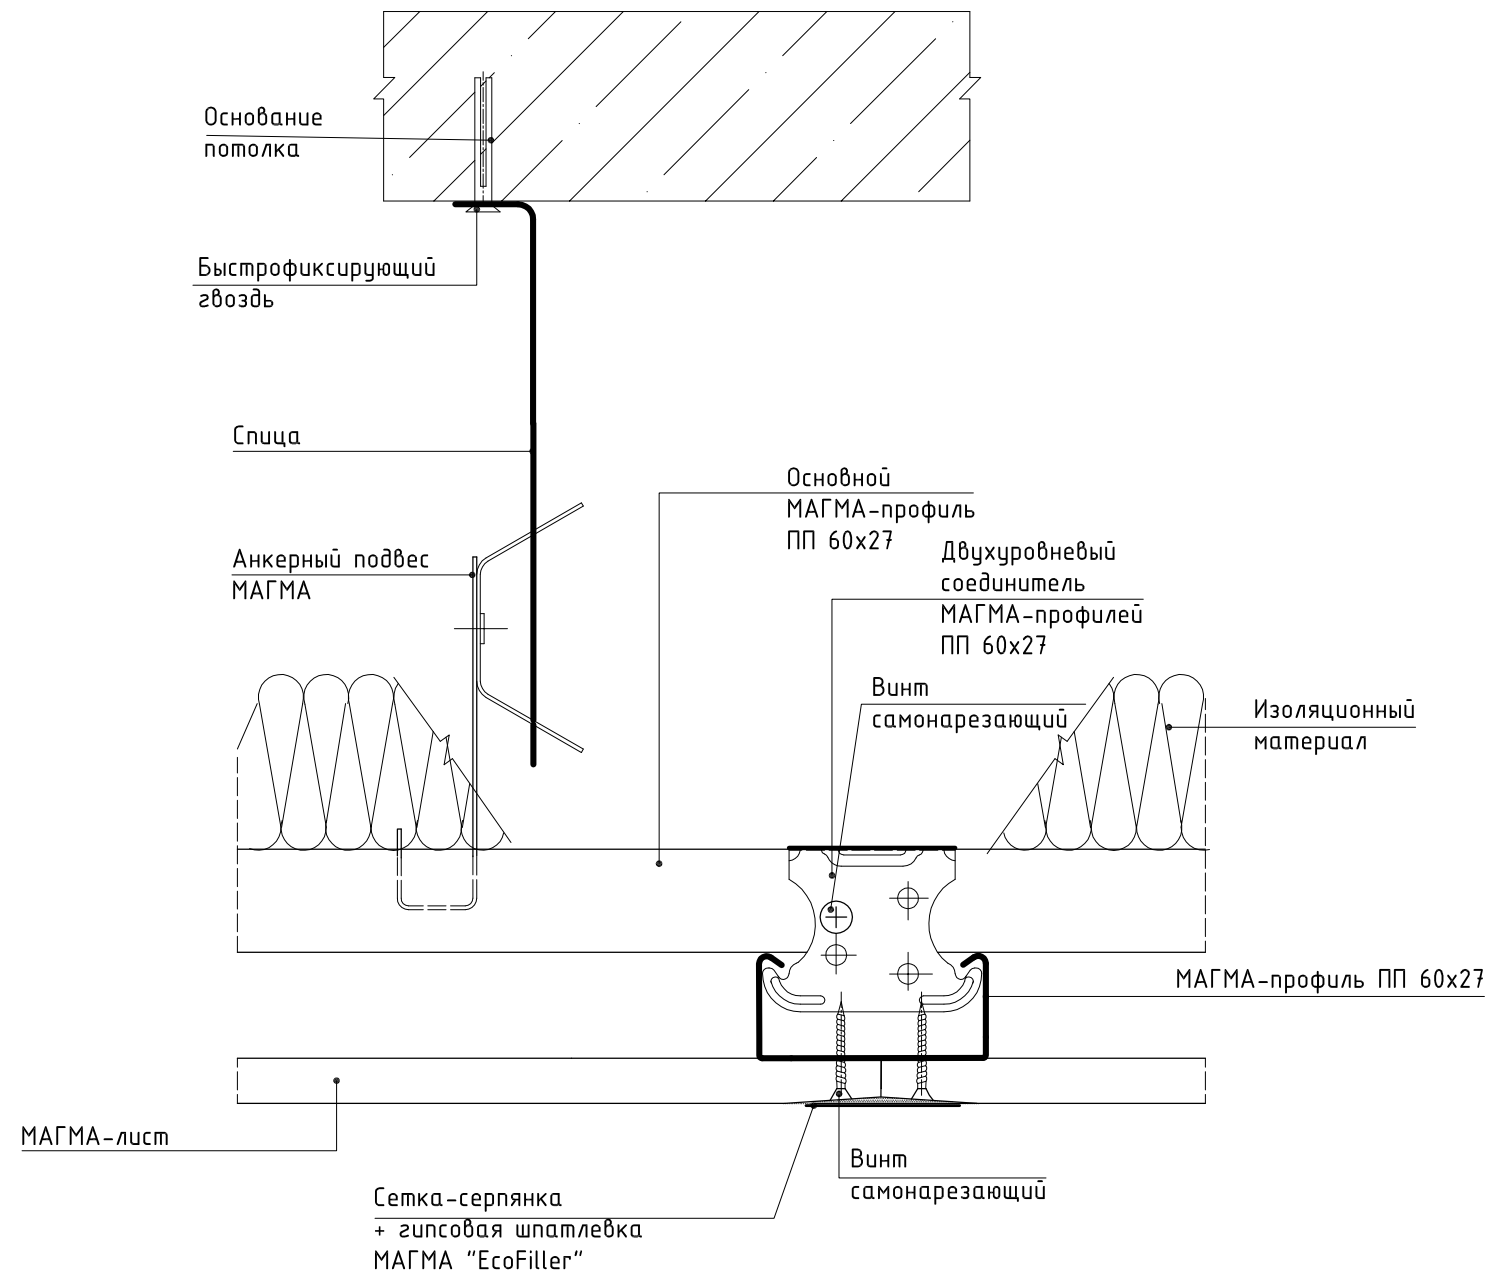 Основание
потолка
Быстрофиксирующий
гвоздь
Спица
Основной
МАГМА-профиль
ПП 60х27
Двухуровневый
соединитель
МАГМА-профилей
ПП 60х27
Анкерный подвес
МАГМА
Винт
самонарезающий
Изоляционный
материал
МАГМА-профиль ПП 60х27
МАГМА-лист
Винт
самонарезающий
Сетка-серпянка
+ гипсовая шпатлевка
МАГМА "EcoFiller"